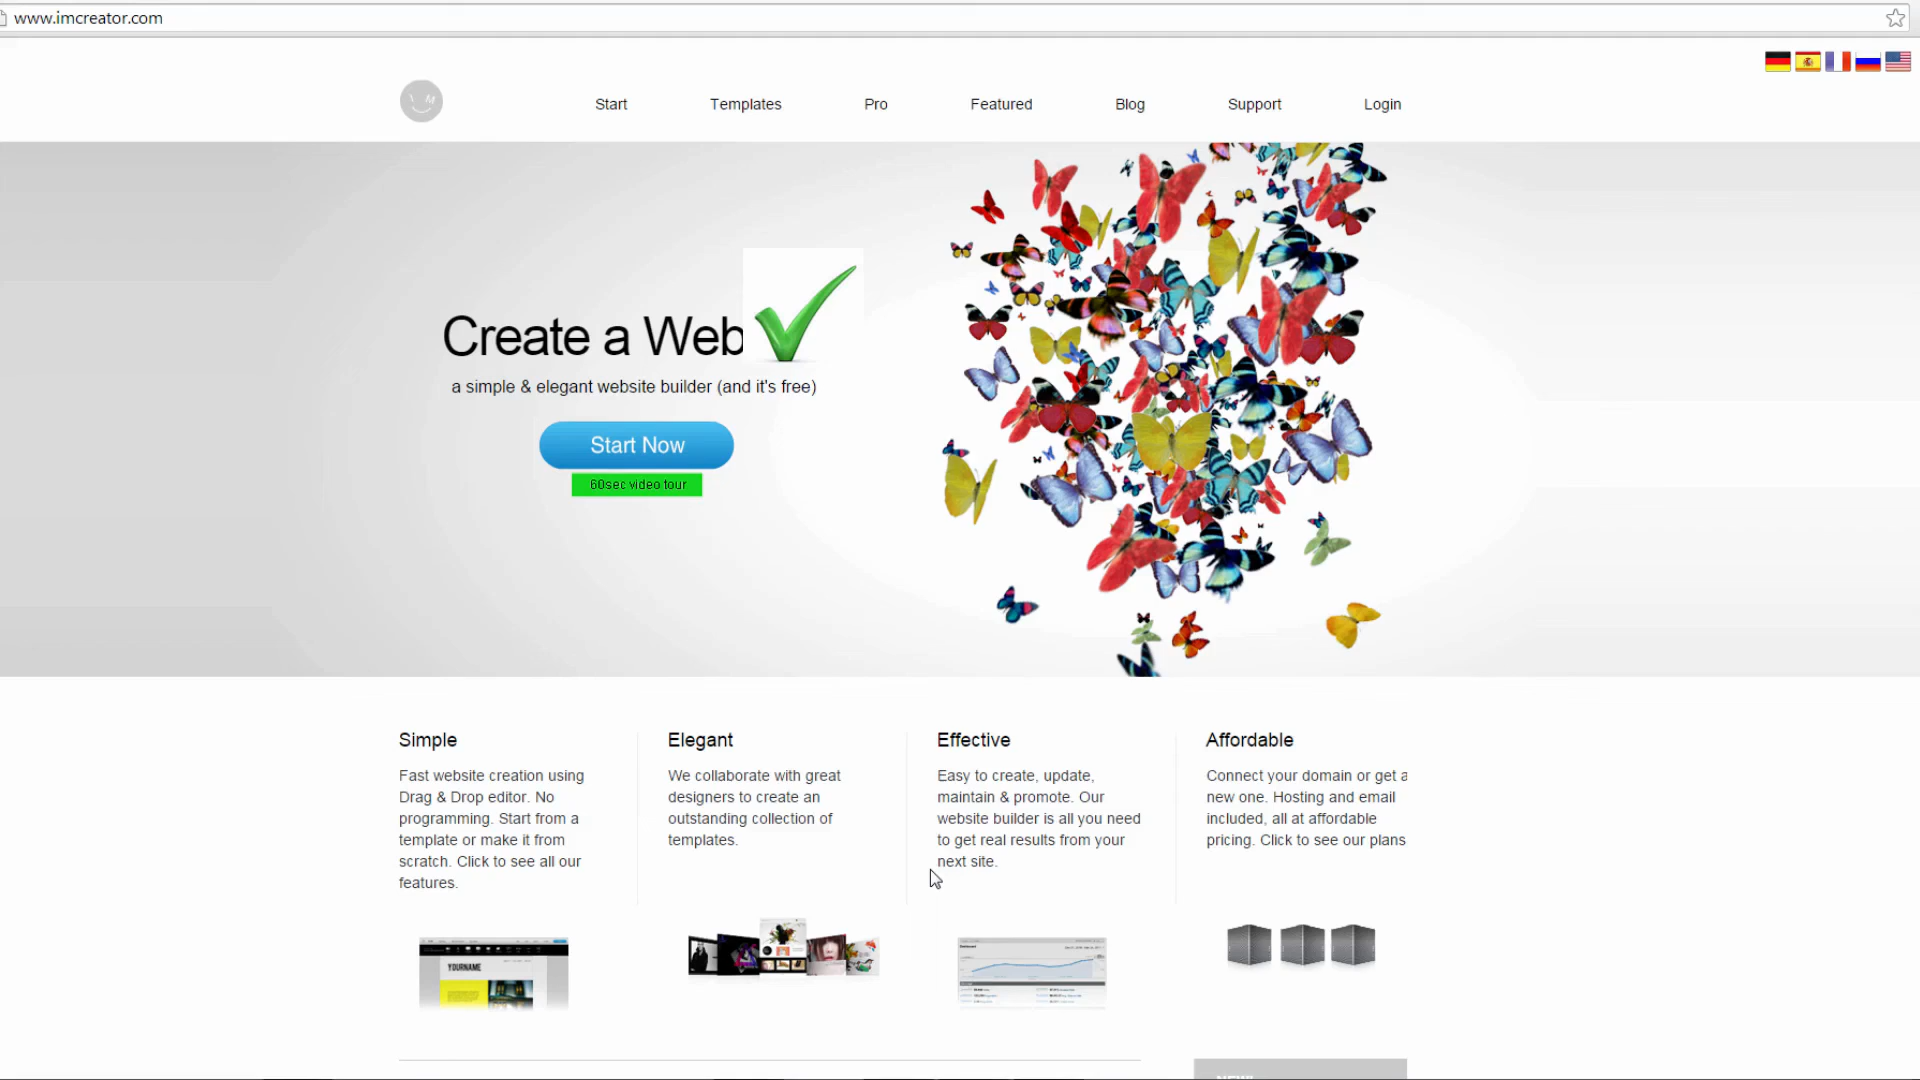 www.imcreator.com
I M
Start Templates Pro Featured Blog Support Login
Create a Web
a simple & elegant website builder (and it's free)
Start Now
60sec video tour
Simple
Fast website creation using
Drag & Drop editor. No
programming. Start from a
template or make it from
scratch. Click to see all our
features.
Elegant
We collaborate with great
designers to create an
outstanding collection of
templates.
Effective
Easy to create, update,
maintain & promote. Our
website builder is all you need
to get real results from your
next site.
Affordable
Connect your domain or get a
new one. Hosting and email
included, all at affordable
pricing. Click to see our plans
YOURNAME
Dashboard
NEW!